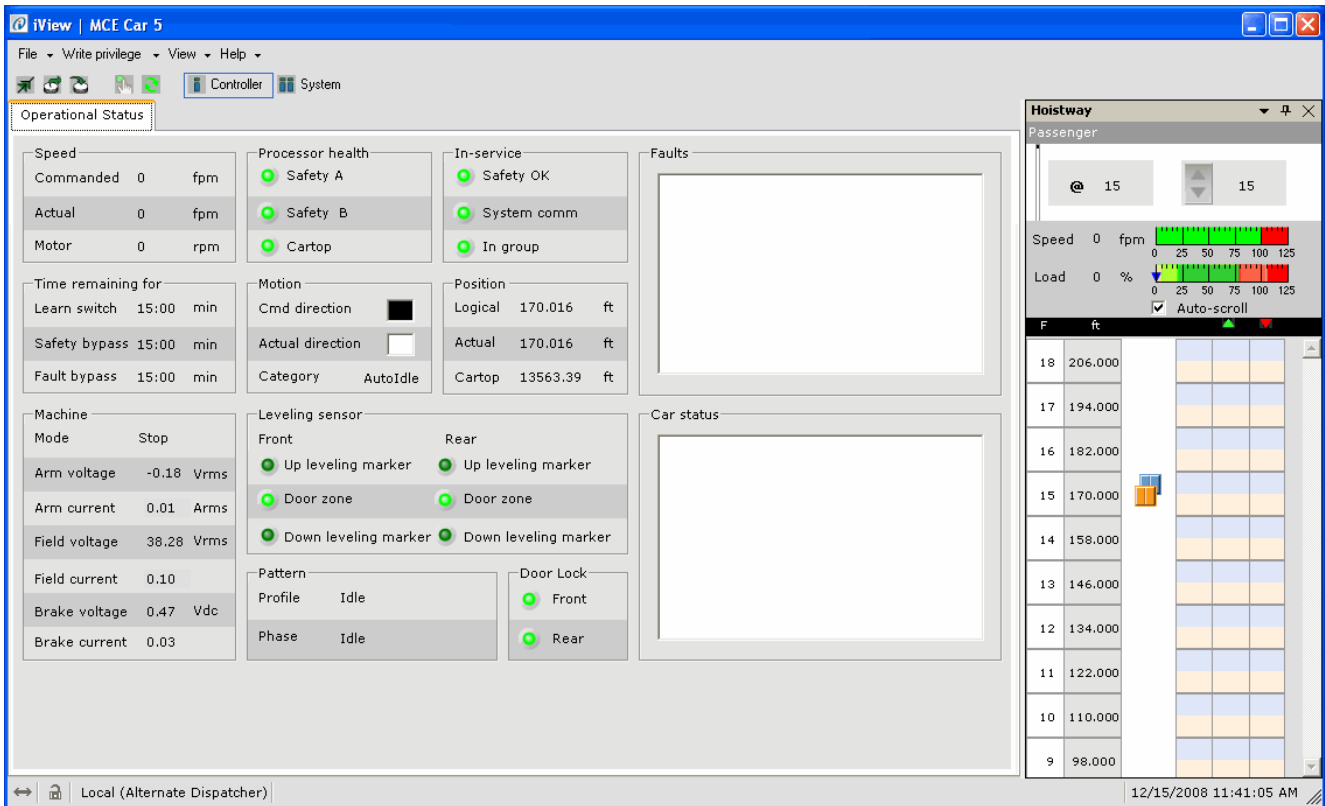 iView | MCE Car 5
File Write privilege View Help
Controller System
Operational Status
Speed
Commanded 0 fpm
Actual 0 fpm
Motor 0 rpm
Processor health
Safety A
Safety B
Cartop
In-service
Safety OK
System comm
In group
Faults
Time remaining for
Learn switch 15:00 min
Safety bypass 15:00 min
Fault bypass 15:00 min
Motion
Cmd direction
Actual direction
Category AutoIdle
Position
Logical 170.016 ft
Actual 170.016 ft
Cartop 13563.39 ft
Machine
Mode Stop
Arm voltage -0.18 Vrms
Arm current 0.01 Arms
Field voltage 38.28 Vrms
Field current 0.10
Brake voltage 0.47 Vdc
Brake current 0.03
Leveling sensor
Front Rear
Up leveling marker Up leveling marker
Door zone Door zone
Down leveling marker Down leveling marker
Pattern
Profile Idle
Phase Idle
Door Lock
Front
Rear
Car status
Hoistway
Passenger
@ 15 15
Speed 0 fpm
0 25 50 75 100 125
Load 0 %
0 25 50 75 100 125
Auto-scroll
F ft
18 206.000
17 194.000
16 182.000
15 170.000
14 158.000
13 146.000
12 134.000
11 122.000
10 110.000
9 98.000
Local (Alternate Dispatcher)
12/15/2008 11:41:05 AM